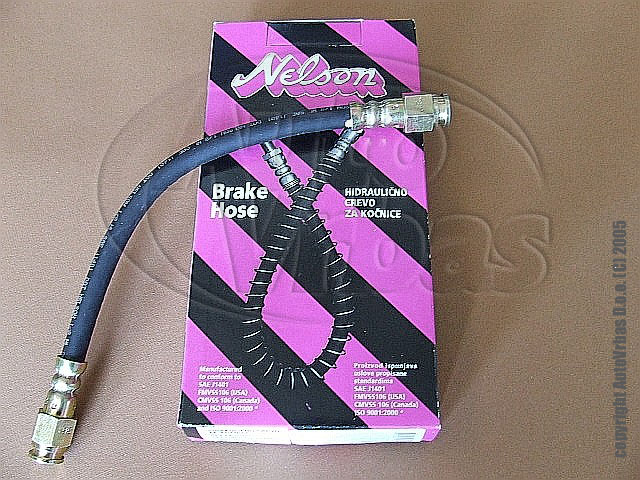 Nelson
Brake
Hose
HIDRAULIČNO
CREVO
ZA KOČNICE
Manufactured
to conform to
SAE J1401
FMVSS106 (USA)
CMVSS 106 (Canada)
and ISO 9001:2000 *
Proizvod ispunjava
uslove propisane
standardima
SAE J1401
FMVSS106 (USA)
CMVSS 106 (Canada)
ISO 9001:2000 *
Vrbas
copyright AutoVrbas D.o.o. (C) 2005